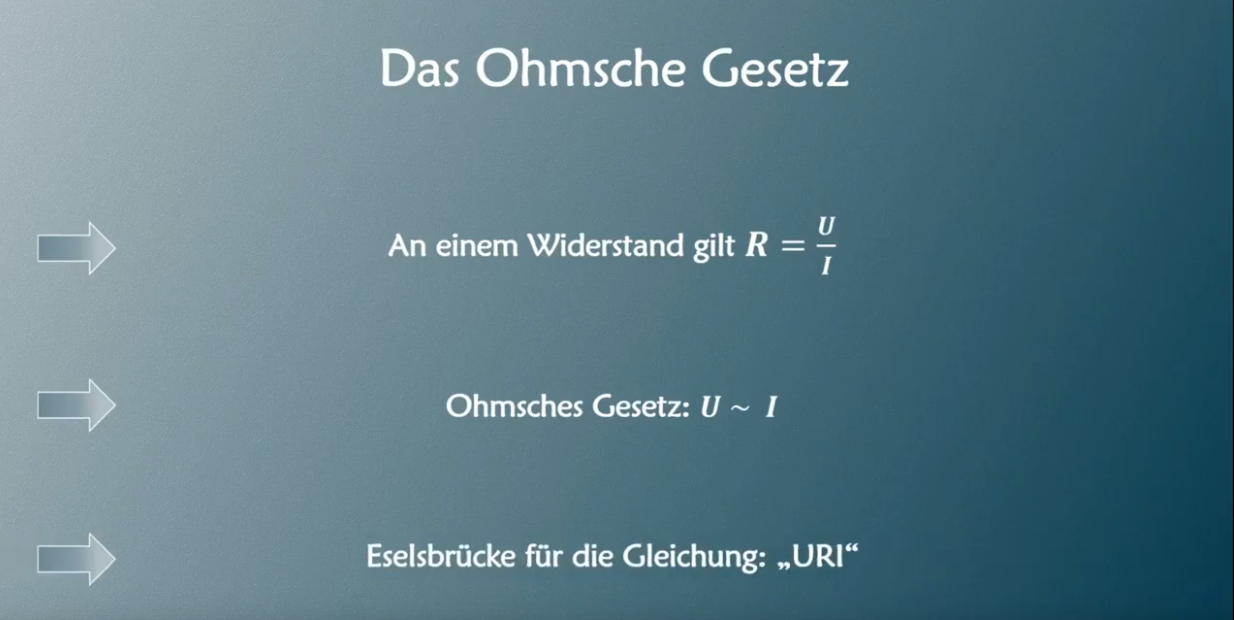 Das Ohmsche Gesetz
An einem Widerstand gilt R = U/I
Ohmsches Gesetz: U ~ I
Eselsbrücke für die Gleichung: „URI“